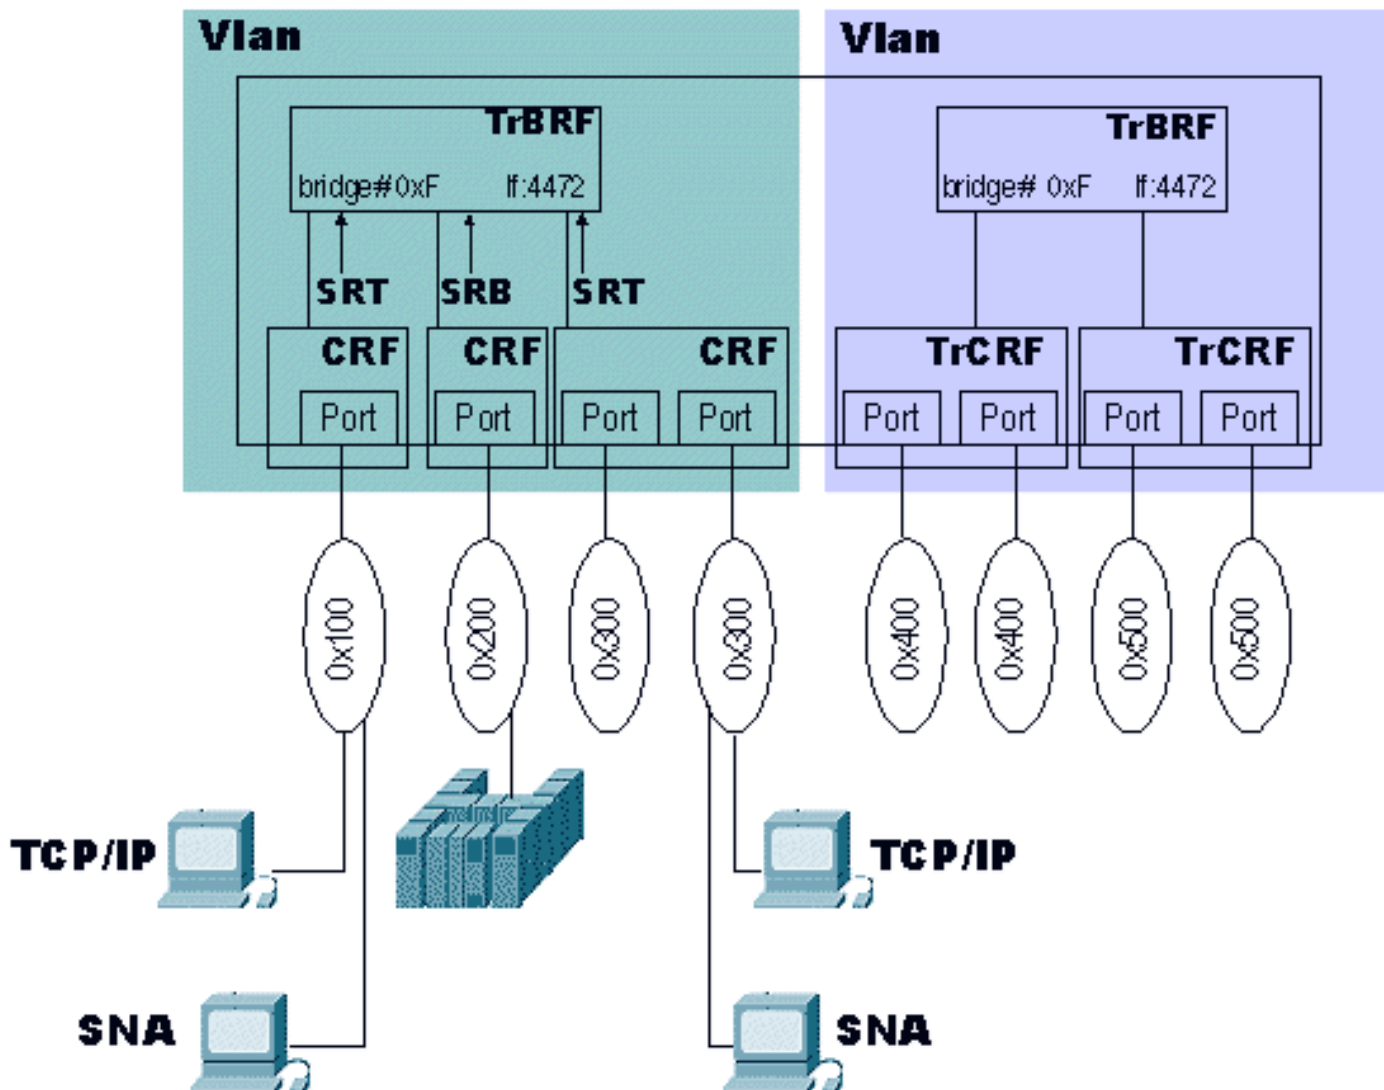 Vlan
Vlan
TrBRF
bridge# 0xF lf:4472
TrBRF
bridge# 0xF lf:4472
SRT
SRB
SRT
CRF
CRF
CRF
TrCRF
TrCRF
Port
Port
Port
Port
Port
Port
Port
Port
0x100
0x200
0x300
0x300
0x400
0x400
0x500
0x500
TCP/IP
TCP/IP
SNA
SNA